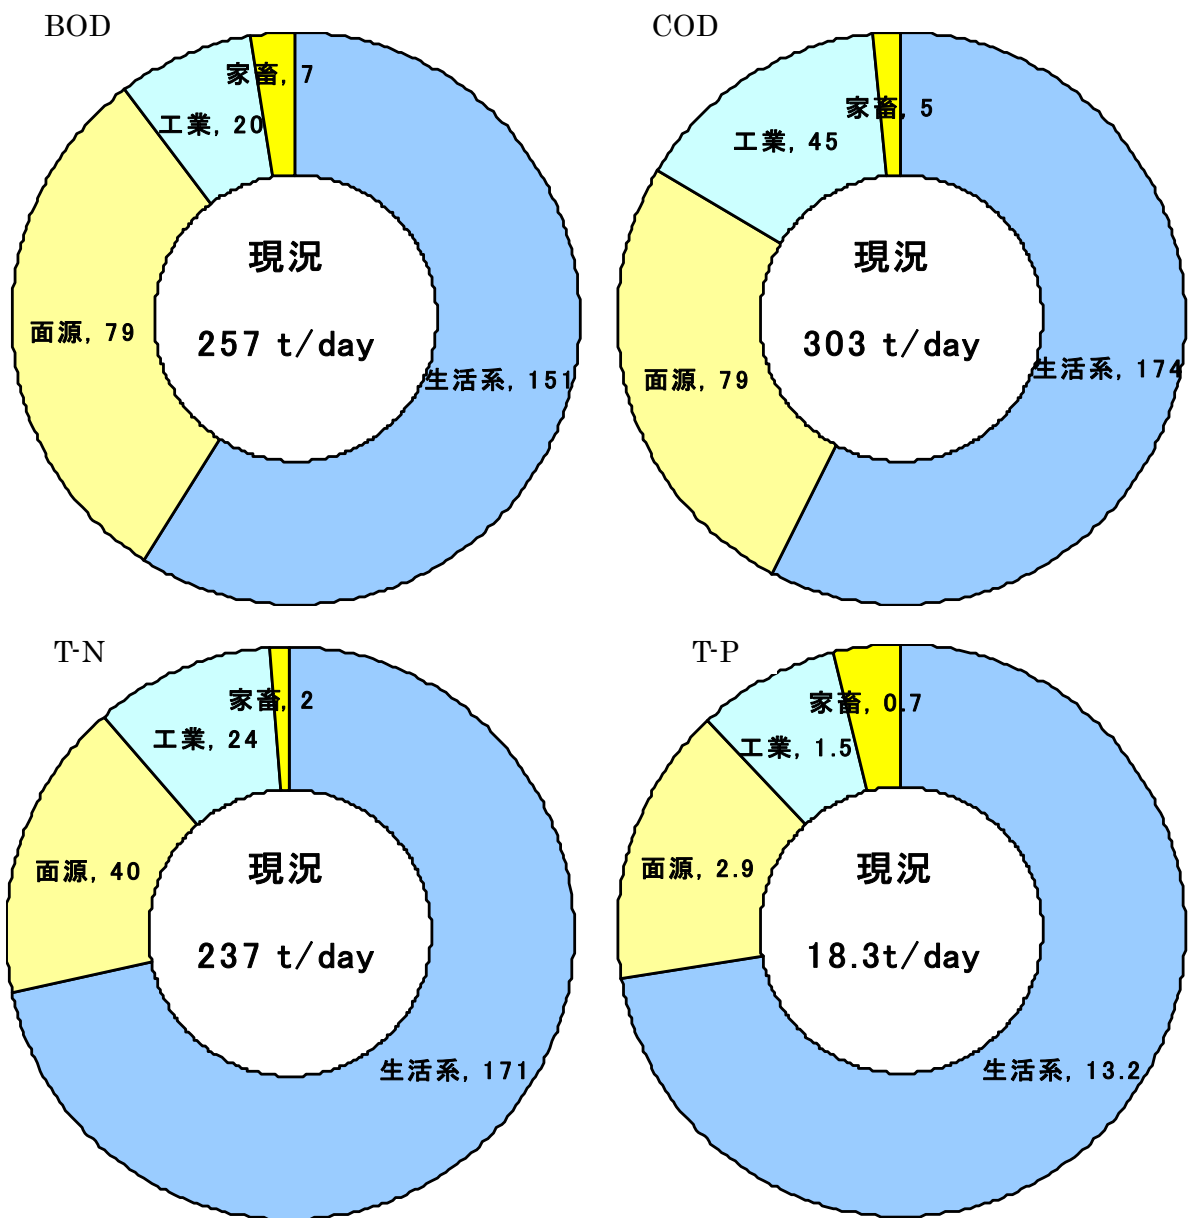 BOD
家畜, 7
工業, 20
面源, 79
現況
257 t/day
生活系, 151
COD
家畜, 5
工業, 45
面源, 79
現況
303 t/day
生活系, 174
T-N
家畜, 2
工業, 24
面源, 40
現況
237 t/day
生活系, 171
T-P
家畜, 0.7
工業, 1.5
面源, 2.9
現況
18.3t/day
生活系, 13.2